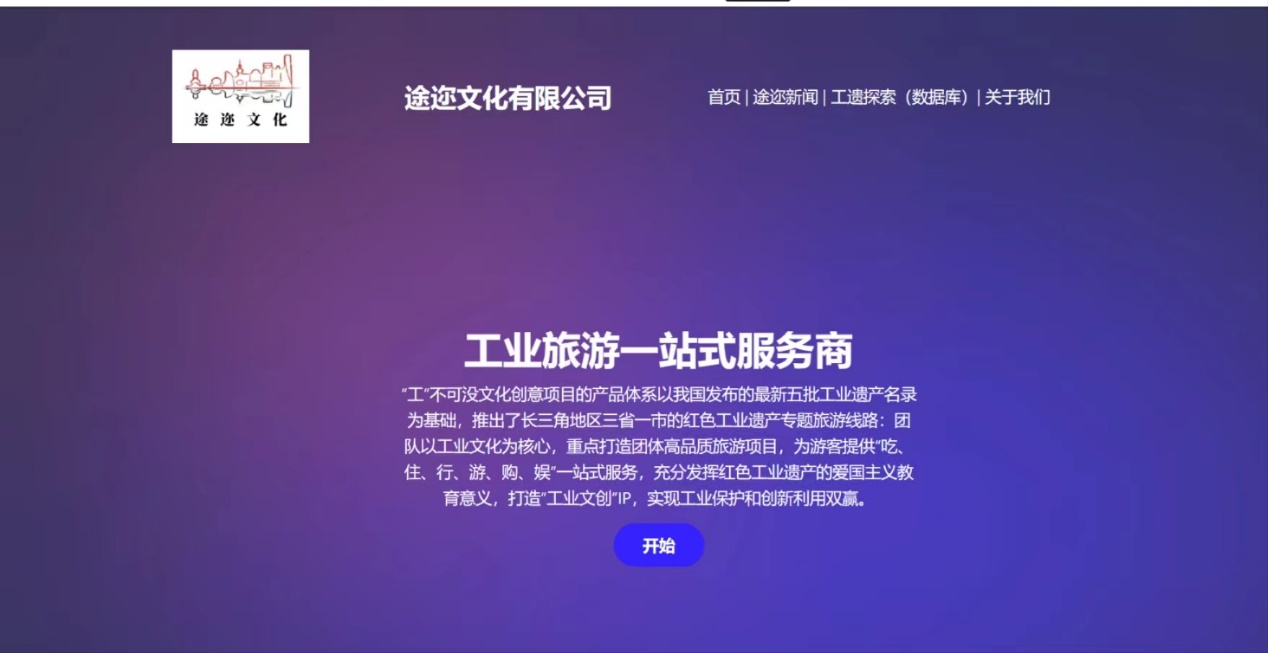 途迩文化
途迩文化有限公司
首页 | 途迩新闻 | 工遗探索（数据库）| 关于我们
工业旅游一站式服务商
“工”不可没文化创意项目的产品体系以我国发布的最新五批工业遗产名录
为基础，推出了长三角地区三省一市的红色工业遗产专题旅游线路：团
队以工业文化为核心，重点打造团体高品质旅游项目，为游客提供“吃、
住、行、游、购、娱”一站式服务，充分发挥红色工业遗产的爱国主义教
育意义，打造“工业文创”IP，实现工业保护和创新利用双赢。
开始